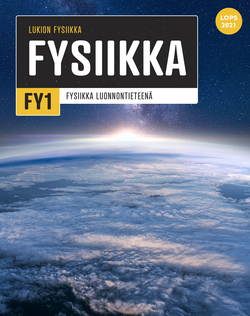 LUKION FYSIIKKA
LOPS
2021
FYSIIKKA
FY1
FYSIIKKA LUONNONTIETEENÄ